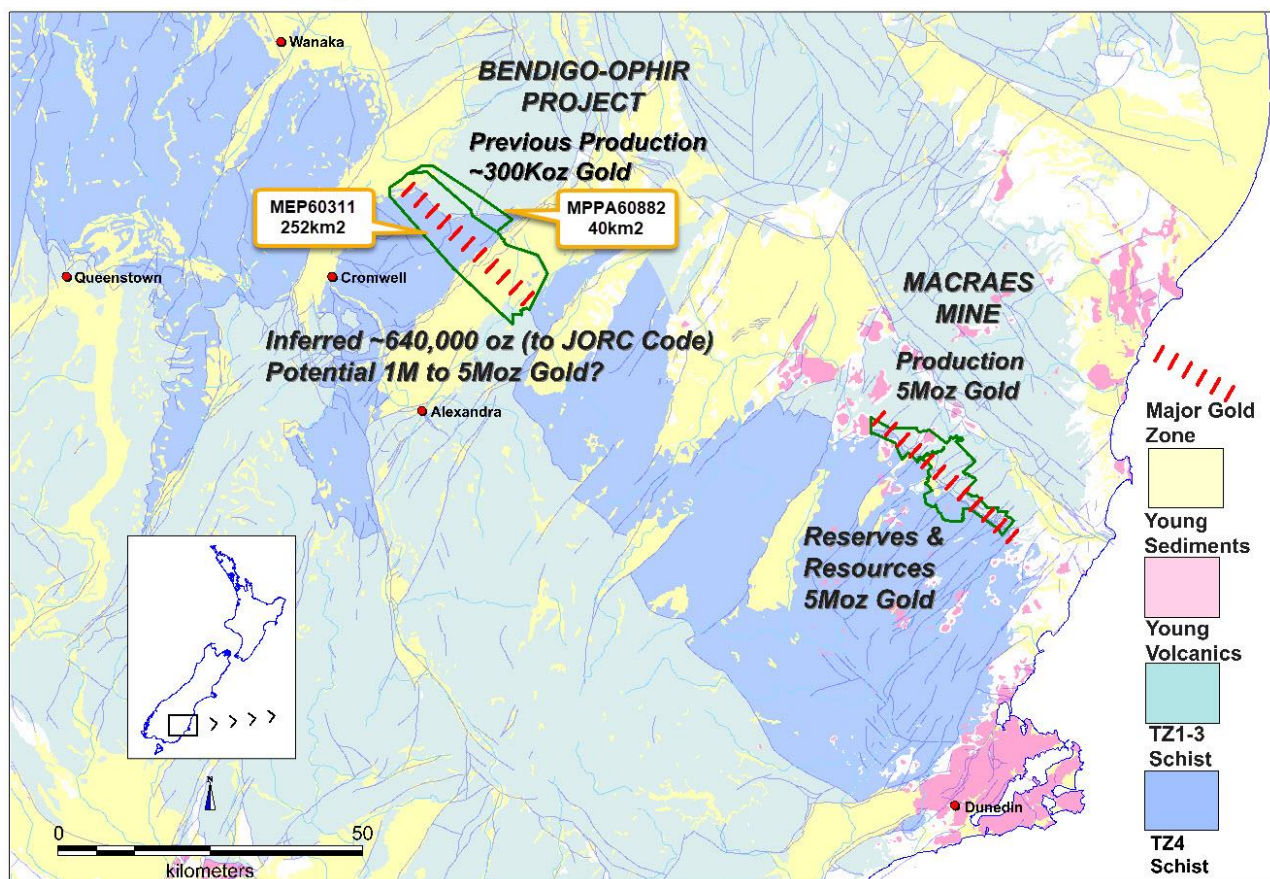 Wanaka
BENDIGO-OPHIR
PROJECT
Previous Production
~300Koz Gold
MEP60311
252km2
MPPA60882
40km2
Queenstown
Cromwell
Inferred ~640,000 oz (to JORC Code)
Potential 1M to 5Moz Gold?
Alexandra
MACRAES
MINE
Production
5Moz Gold
Reserves &
Resources
5Moz Gold
Dunedin
Major Gold
Zone
Young
Sediments
Young
Volcanics
TZ1-3
Schist
TZ4
Schist
N
0 50
kilometers